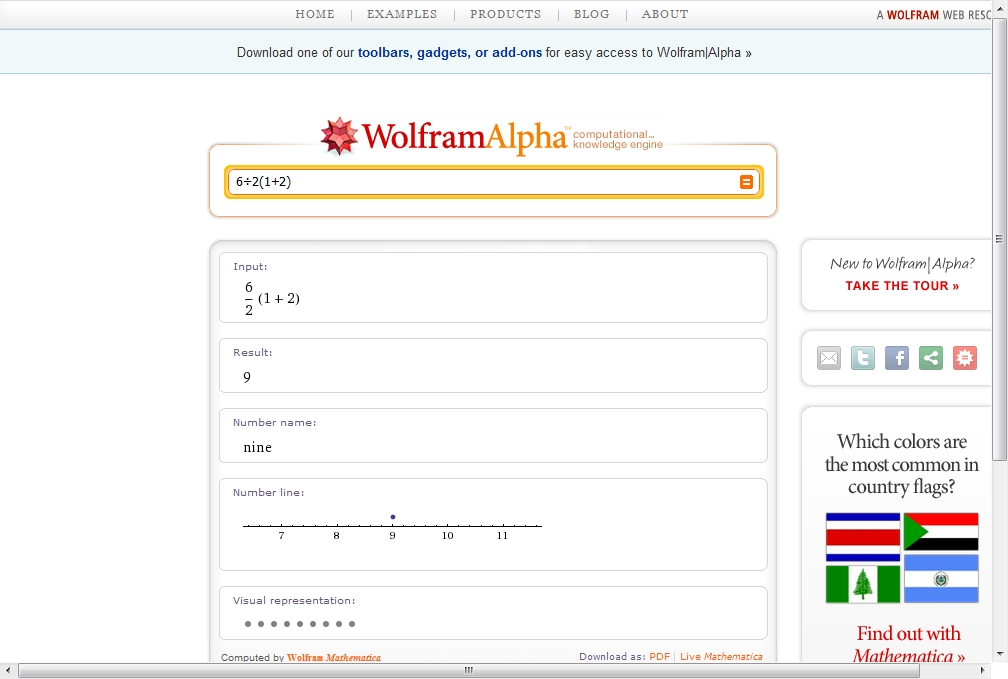 HOME | EXAMPLES | PRODUCTS | BLOG | ABOUT
A WOLFRAM WEB RESO
Download one of our toolbars, gadgets, or add-ons for easy access to Wolfram|Alpha »
WolframAlpha™ computational...
knowledge engine
6÷2(1+2)
Input:
6
2
(1 + 2)
Result:
9
Number name:
nine
Number line:
7 8 9 10 11
Visual representation:
Computed by Wolfram Mathematica
Download as: PDF | Live Mathematica
New to Wolfram|Alpha?
TAKE THE TOUR »
Which colors are
the most common in
country flags?
Find out with
Mathematica »